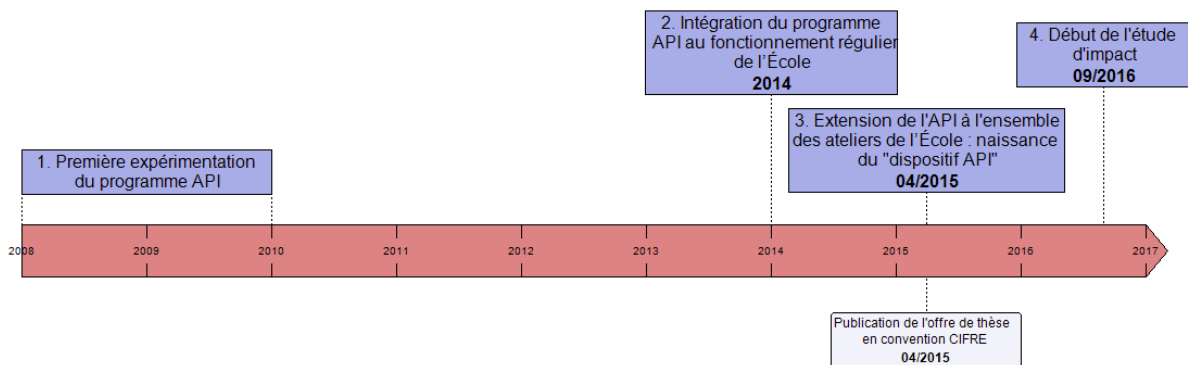 2. Intégration du programme
API au fonctionnement régulier
de l’École
2014
4. Début de l'étude
d'impact
09/2016
3. Extension de l'API à l'ensemble
des ateliers de l’École : naissance
du "dispositif API"
04/2015
1. Première expérimentation
du programme API
2008 2009 2010 2011 2012 2013 2014 2015 2016 2017
Publication de l'offre de thèse
en convention CIFRE
04/2015